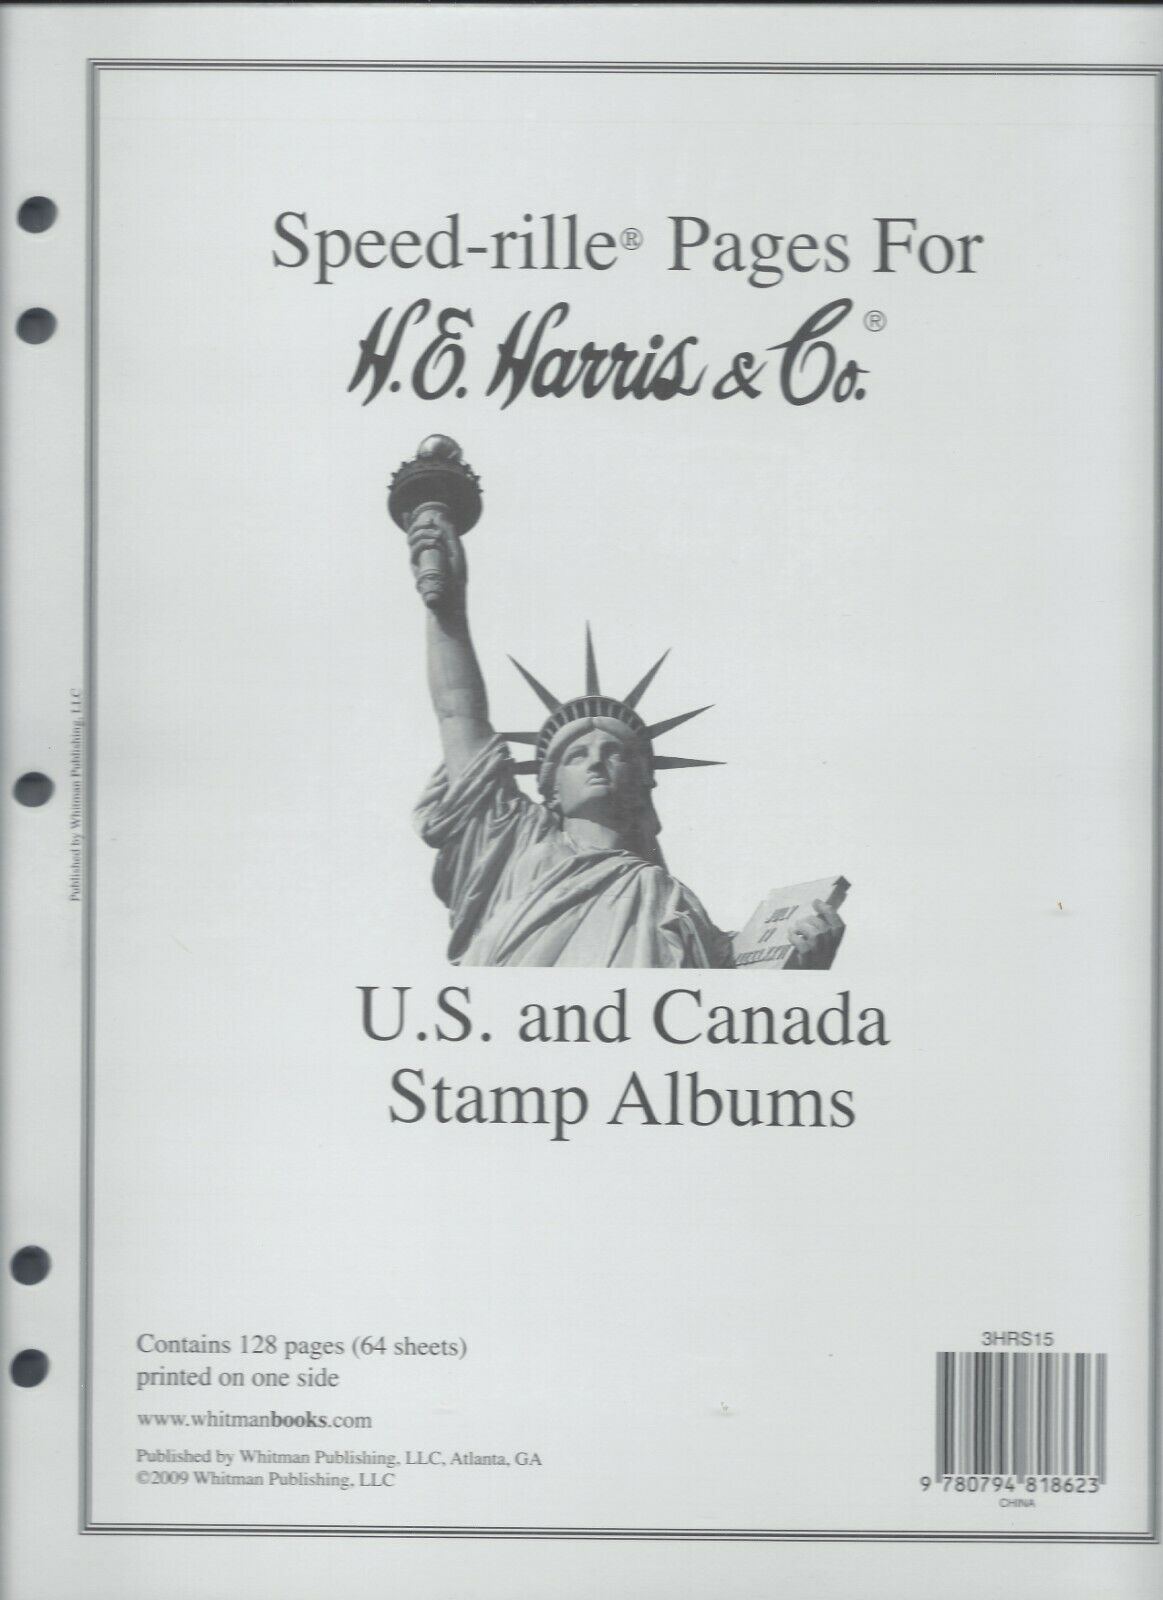 Speed-rille® Pages For
H.E. Harris & Co.®
U.S. and Canada
Stamp Albums
Published by Whitman Publishing, LLC
Contains 128 pages (64 sheets)
printed on one side
www.whitmanbooks.com
Published by Whitman Publishing, LLC, Atlanta, GA
©2009 Whitman Publishing, LLC
3HRS15
9 780794 818623
CHINA